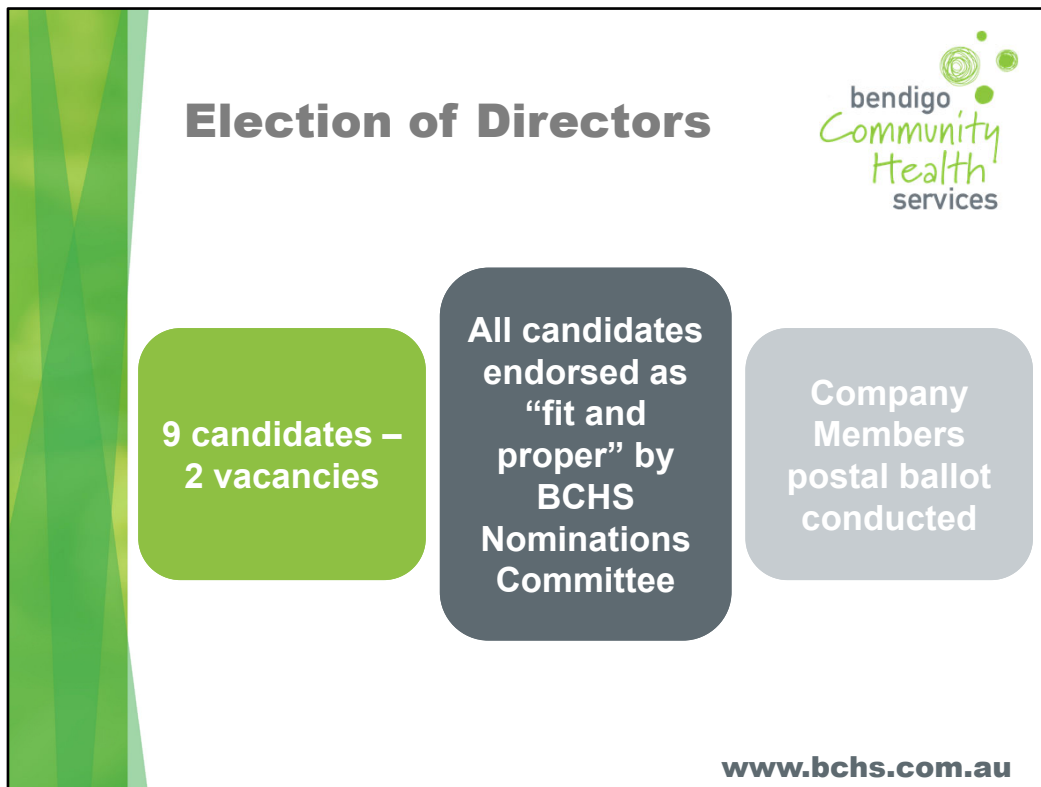 Election of Directors
bendigo
Community
Health
services
9 candidates –
2 vacancies
All candidates
endorsed as
“fit and
proper” by
BCHS
Nominations
Committee
Company
Members
postal ballot
conducted
www.bchs.com.au